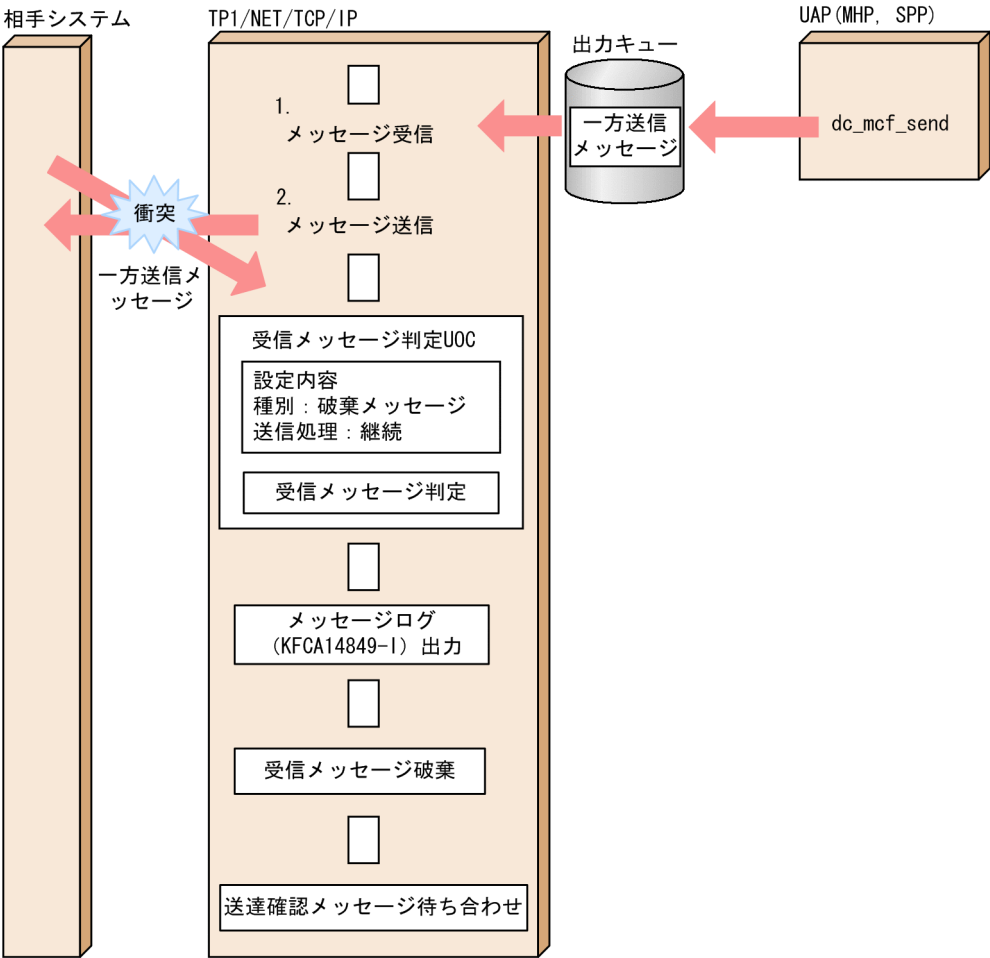 相手システム
TP1/NET/TCP/IP
UAP(MHP, SPP)
出力キュー
1.
メッセージ受信
一方送信
メッセージ
dc_mcf_send
2.
メッセージ送信
衝突
一方送信メ
ッセージ
受信メッセージ判定UOC
設定内容
種別：破棄メッセージ
送信処理：継続
受信メッセージ判定
メッセージログ
(KFCA14849-I) 出力
受信メッセージ破棄
送達確認メッセージ待ち合わせ